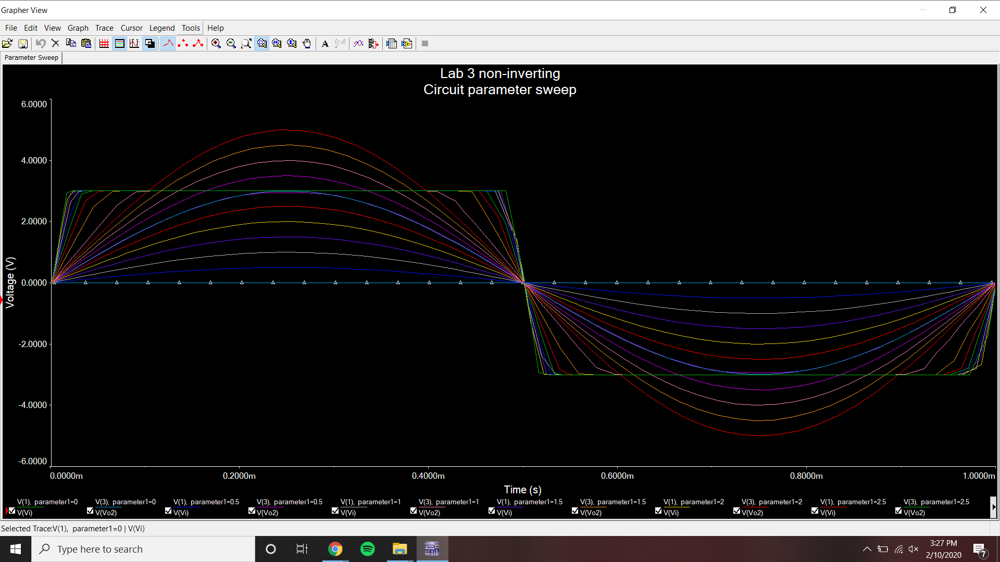 Grapher View
File Edit View Graph Trace Cursor Legend Tools Help
Parameter Sweep
Lab 3 non-inverting
Circuit parameter sweep
6.0000
4.0000
2.0000
0.0000
-2.0000
-4.0000
-6.0000
Voltage (V)
0.0000m 0.2000m 0.4000m 0.6000m 0.8000m 1.0000m
Time (s)
V(1), parameter1=0 V(3), parameter1=0 V(1), parameter1=0.5 V(3), parameter1=0.5 V(1), parameter1=1 V(3), parameter1=1 V(1), parameter1=1.5 V(3), parameter1=1.5 V(1), parameter1=2 V(3), parameter1=2 V(1), parameter1=2.5 V(3), parameter1=2.5
V(Vi) V(Vo2) V(Vi) V(Vo2) V(Vi) V(Vo2) V(Vi) V(Vo2) V(Vi) V(Vo2) V(Vi) V(Vo2)
Selected Trace:V(1), parameter1=0 | V(Vi)
Type here to search
3:27 PM
2/10/2020
7